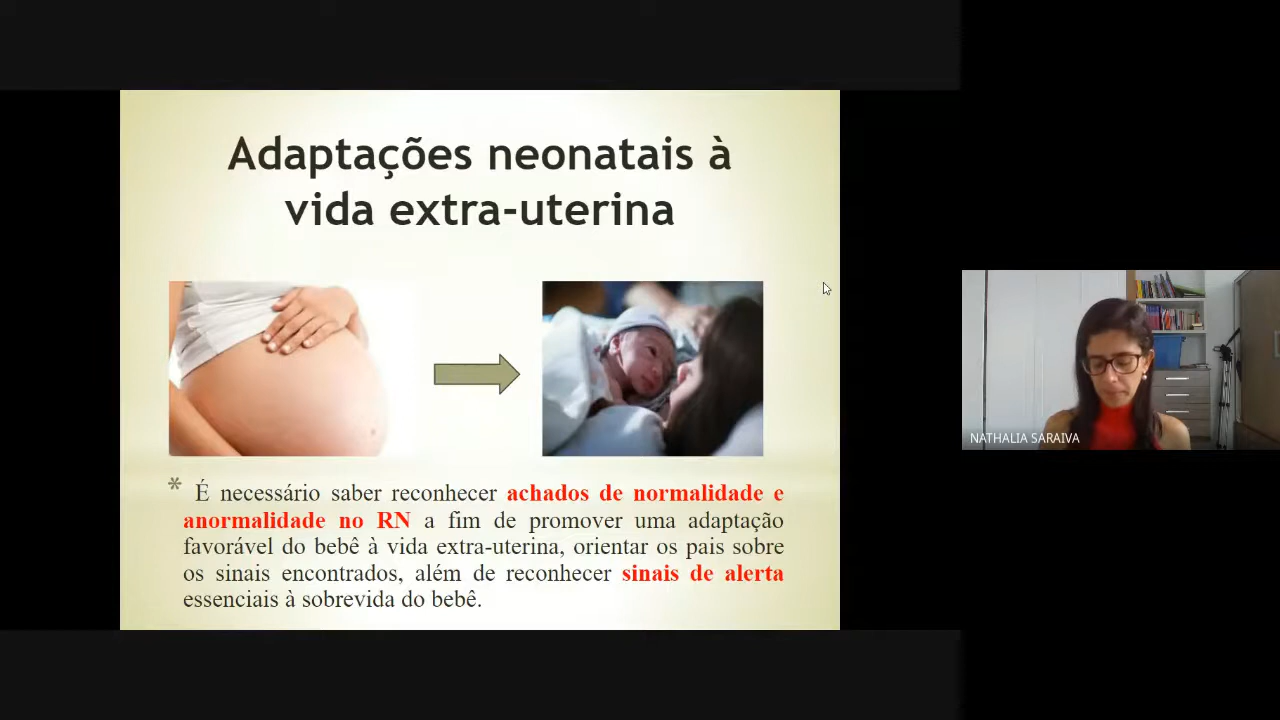 Adaptações neonatais à
vida extra-uterina
* É necessário saber reconhecer achados de normalidade e
anormalidade no RN a fim de promover uma adaptação
favorável do bebê à vida extra-uterina, orientar os pais sobre
os sinais encontrados, além de reconhecer sinais de alerta
essenciais à sobrevida do bebê.
NATHALIA SARAIVA